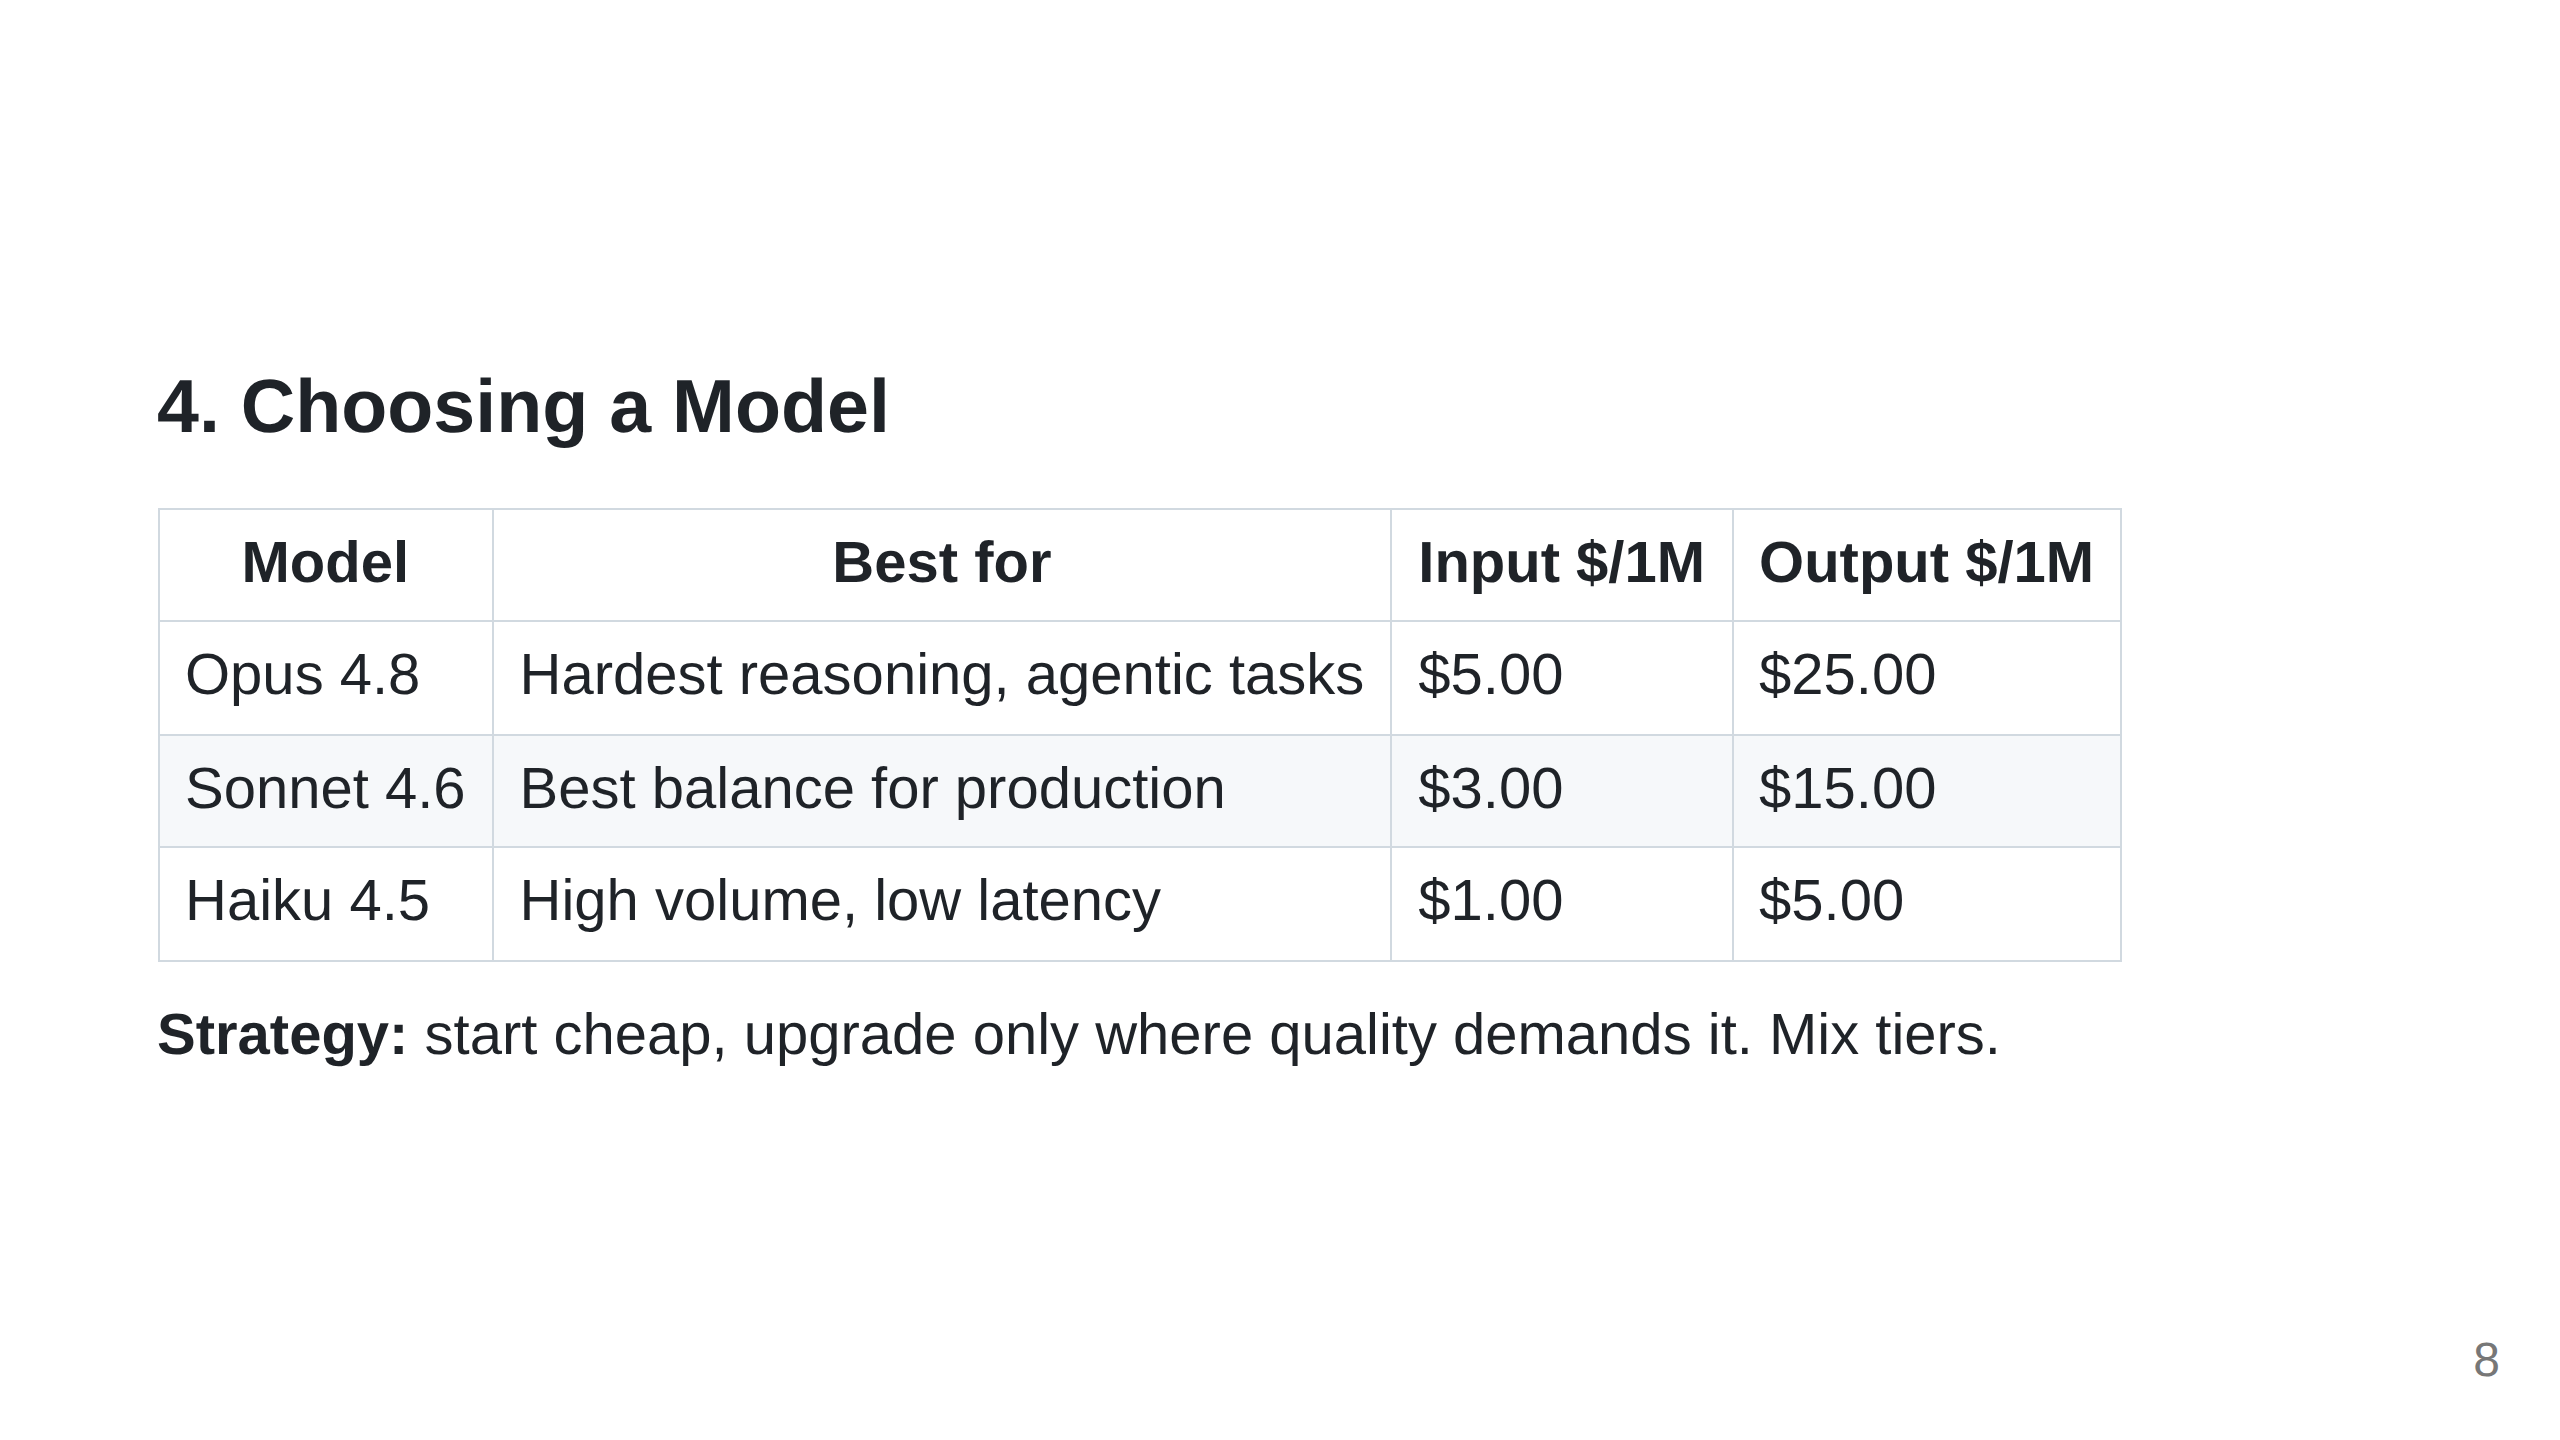 4. Choosing a Model
Model Best for Input $/1M Output $/1M
Opus 4.8 Hardest reasoning, agentic tasks $5.00 $25.00
Sonnet 4.6 Best balance for production $3.00 $15.00
Haiku 4.5 High volume, low latency $1.00 $5.00
Strategy: start cheap, upgrade only where quality demands it. Mix tiers.
8